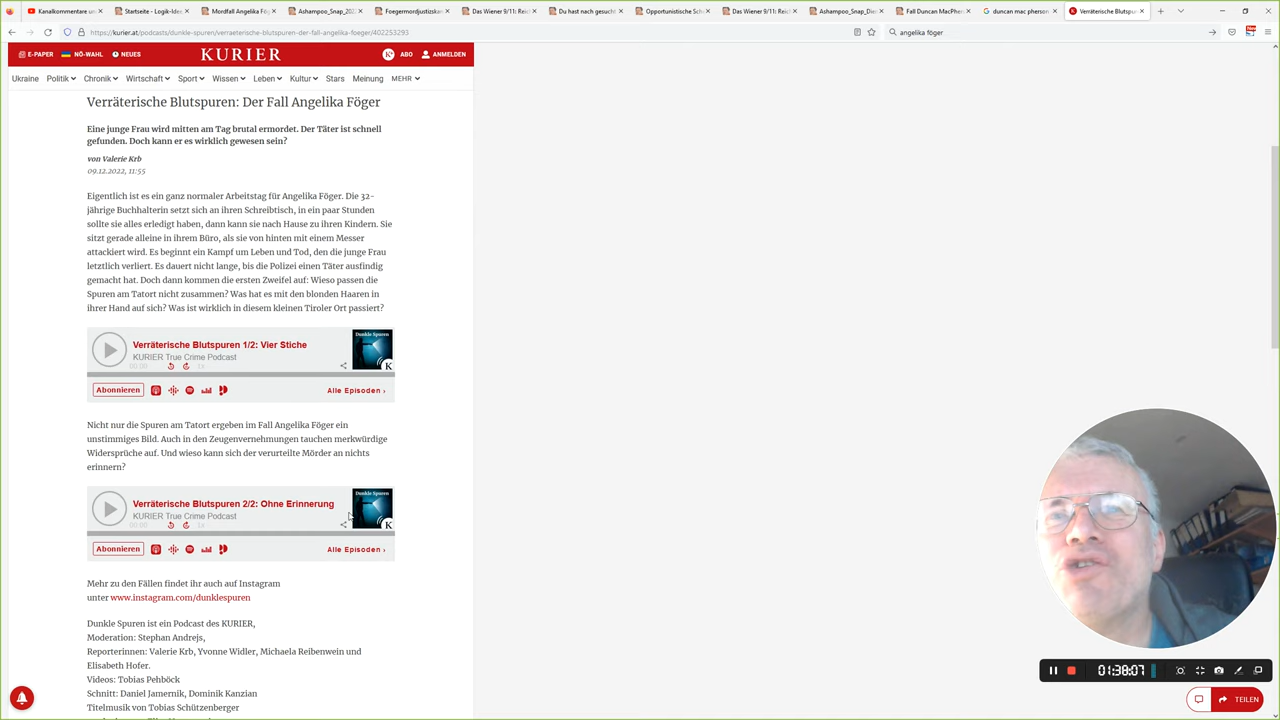 Kanalkommentare un
Startseite - Logik-Idee
Mordfall Angelika Fög
Ashampoo_Snap_202
Foegermordjustizskan
Das Wiener 9/11: Reic
Du hast nach gesucht
Opportunistische Sch
Das Wiener 9/11: Reic
Ashampoo_Snap_Die
Fall Duncan MacPher
duncan mac pherson
Verräterische Blutspur
https://kurier.at/podcasts/dunkle-spuren/verraeterische-blutspuren-der-fall-angelika-foeger/402253293
angelika föger
E-PAPER
NÖ-WAHL
NEUES
KURIER
ABO
ANMELDEN
Ukraine Politik Chronik Wirtschaft Sport Wissen Leben Kultur Stars Meinung MEHR
Verräterische Blutspuren: Der Fall Angelika Föger
Eine junge Frau wird mitten am Tag brutal ermordet. Der Täter ist schnell
gefunden. Doch kann er es wirklich gewesen sein?
von Valerie Krb
09.12.2022, 11:55
Eigentlich ist es ein ganz normaler Arbeitstag für Angelika Föger. Die 32-
jährige Buchhalterin setzt sich an ihren Schreibtisch, in ein paar Stunden
sollte sie alles erledigt haben, dann kann sie nach Hause zu ihren Kindern. Sie
sitzt gerade alleine in ihrem Büro, als sie von hinten mit einem Messer
attackiert wird. Es beginnt ein Kampf um Leben und Tod, den die junge Frau
letztlich verliert. Es dauert nicht lange, bis die Polizei einen Täter ausfindig
gemacht hat. Doch dann kommen die ersten Zweifel auf: Wieso passen die
Spuren am Tatort nicht zusammen? Was hat es mit den blonden Haaren in
ihrer Hand auf sich? Was ist wirklich in diesem kleinen Tiroler Ort passiert?
Verräterische Blutspuren 1/2: Vier Stiche
KURIER True Crime Podcast
00:00 1x
Dunkle Spuren
K
Abonnieren
Alle Episoden ›
Nicht nur die Spuren am Tatort ergeben im Fall Angelika Föger ein
unstimmiges Bild. Auch in den Zeugenvernehmungen tauchen merkwürdige
Widersprüche auf. Und wieso kann sich der verurteilte Mörder an nichts
erinnern?
Verräterische Blutspuren 2/2: Ohne Erinnerung
KURIER True Crime Podcast
00:00 1x
Dunkle Spuren
K
Abonnieren
Alle Episoden ›
Mehr zu den Fällen findet ihr auch auf Instagram
unter www.instagram.com/dunklespuren
Dunkle Spuren ist ein Podcast des KURIER,
Moderation: Stephan Andrejs,
Reporterinnen: Valerie Krb, Yvonne Widler, Michaela Reibenwein und
Elisabeth Hofer.
Videos: Tobias Pehböck
Schnitt: Daniel Jamernik, Dominik Kanzian
Titelmusik von Tobias Schützenberger
01:38:07
TEILEN